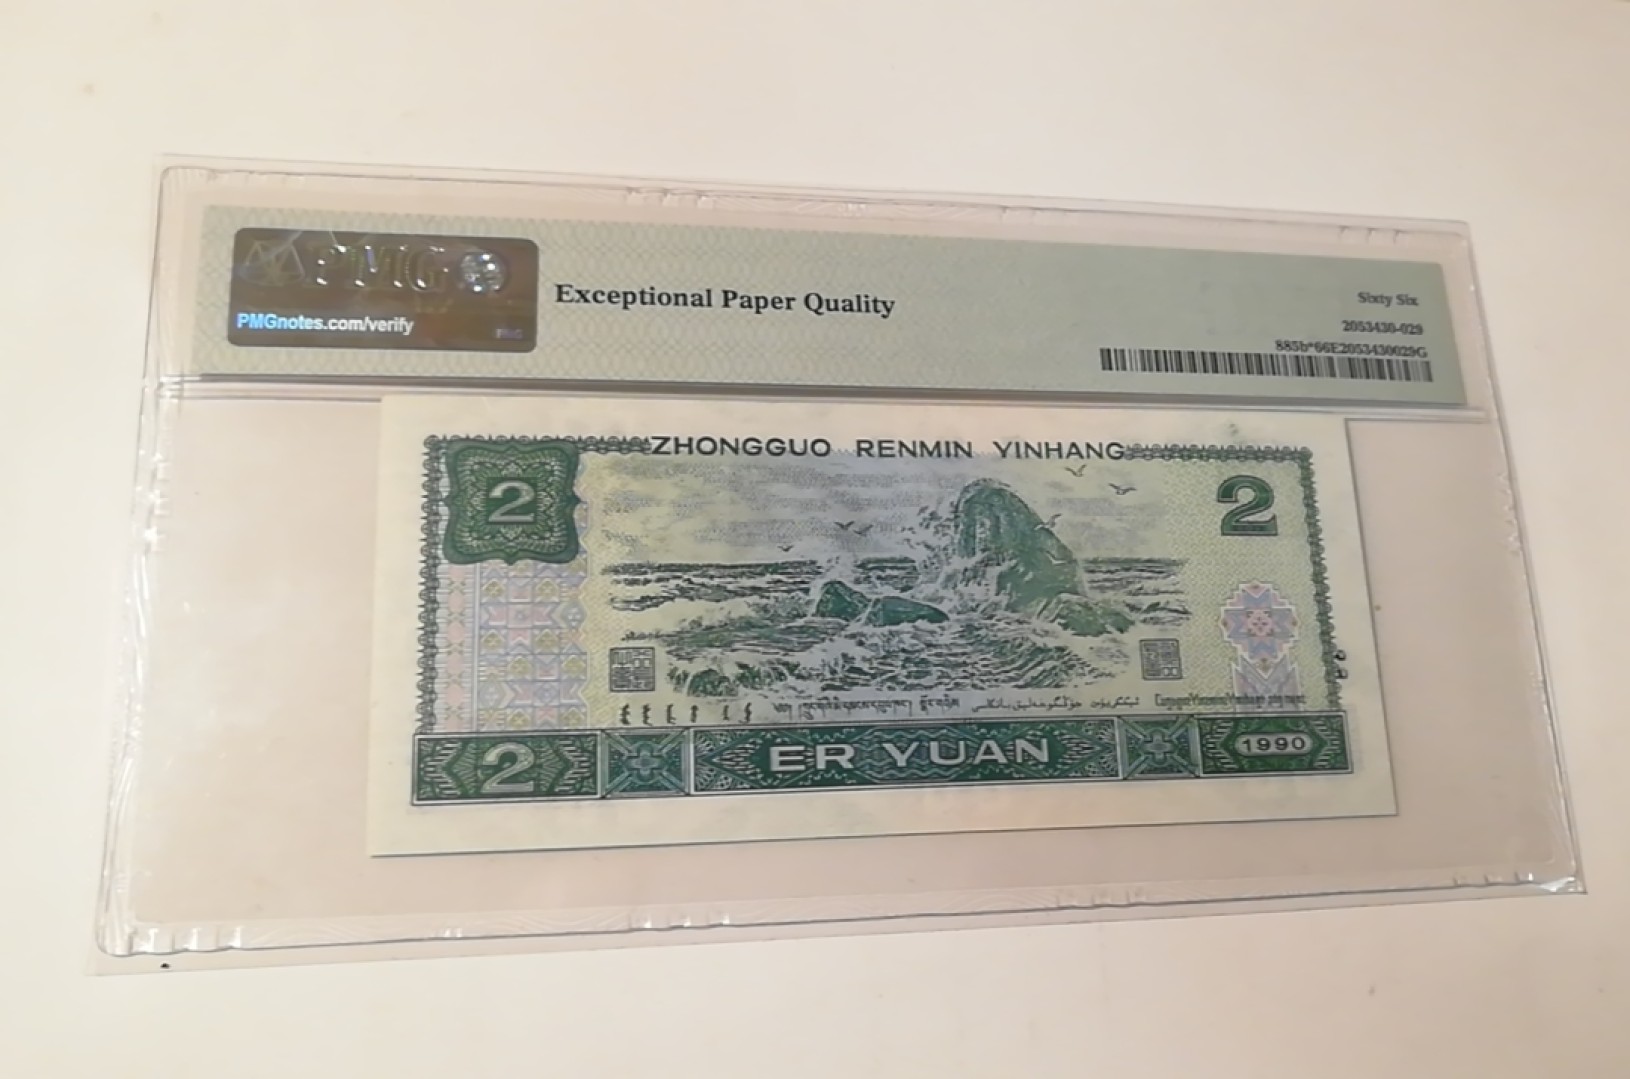 PMG
PMGnotes.com/verify
PMG
Exceptional Paper Quality
Sixty Six
2053430-029
885b*66E2053430029G
ZHONGGUO RENMIN YINHANG
2
2
2
ER YUAN
1990